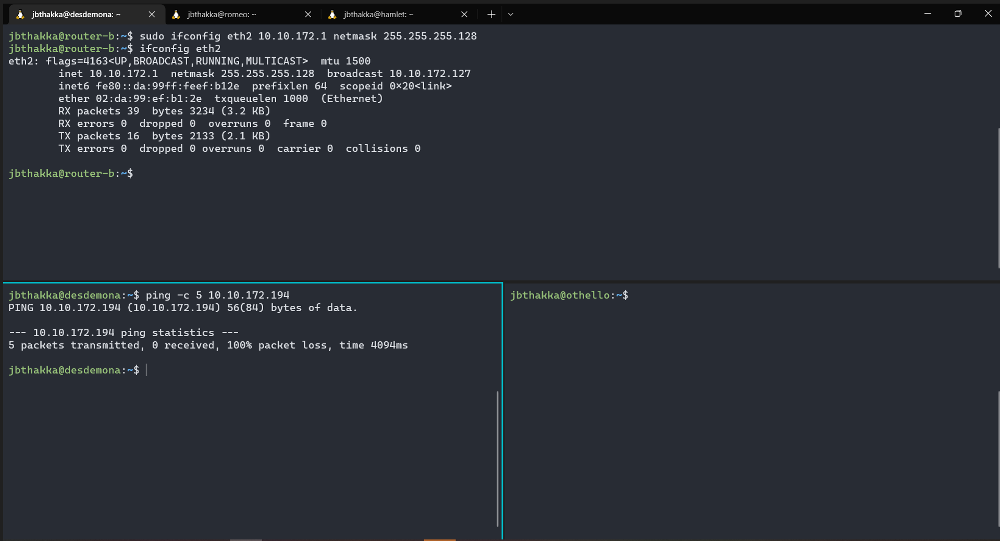 jbthakka@desdemona: ~
jbthakka@romeo: ~
jbthakka@hamlet: ~
jbthakka@router-b:~$ sudo ifconfig eth2 10.10.172.1 netmask 255.255.255.128
jbthakka@router-b:~$ ifconfig eth2
eth2: flags=4163<UP,BROADCAST,RUNNING,MULTICAST>  mtu 1500
        inet 10.10.172.1  netmask 255.255.255.128  broadcast 10.10.172.127
        inet6 fe80::da:99ff:feef:b12e  prefixlen 64  scopeid 0×20<link>
        ether 02:da:99:ef:b1:2e  txqueuelen 1000  (Ethernet)
        RX packets 39  bytes 3234 (3.2 KB)
        RX errors 0  dropped 0  overruns 0  frame 0
        TX packets 16  bytes 2133 (2.1 KB)
        TX errors 0  dropped 0 overruns 0  carrier 0  collisions 0
jbthakka@router-b:~$
jbthakka@desdemona:~$ ping -c 5 10.10.172.194
PING 10.10.172.194 (10.10.172.194) 56(84) bytes of data.
--- 10.10.172.194 ping statistics ---
5 packets transmitted, 0 received, 100% packet loss, time 4094ms
jbthakka@desdemona:~$
jbthakka@othello:~$